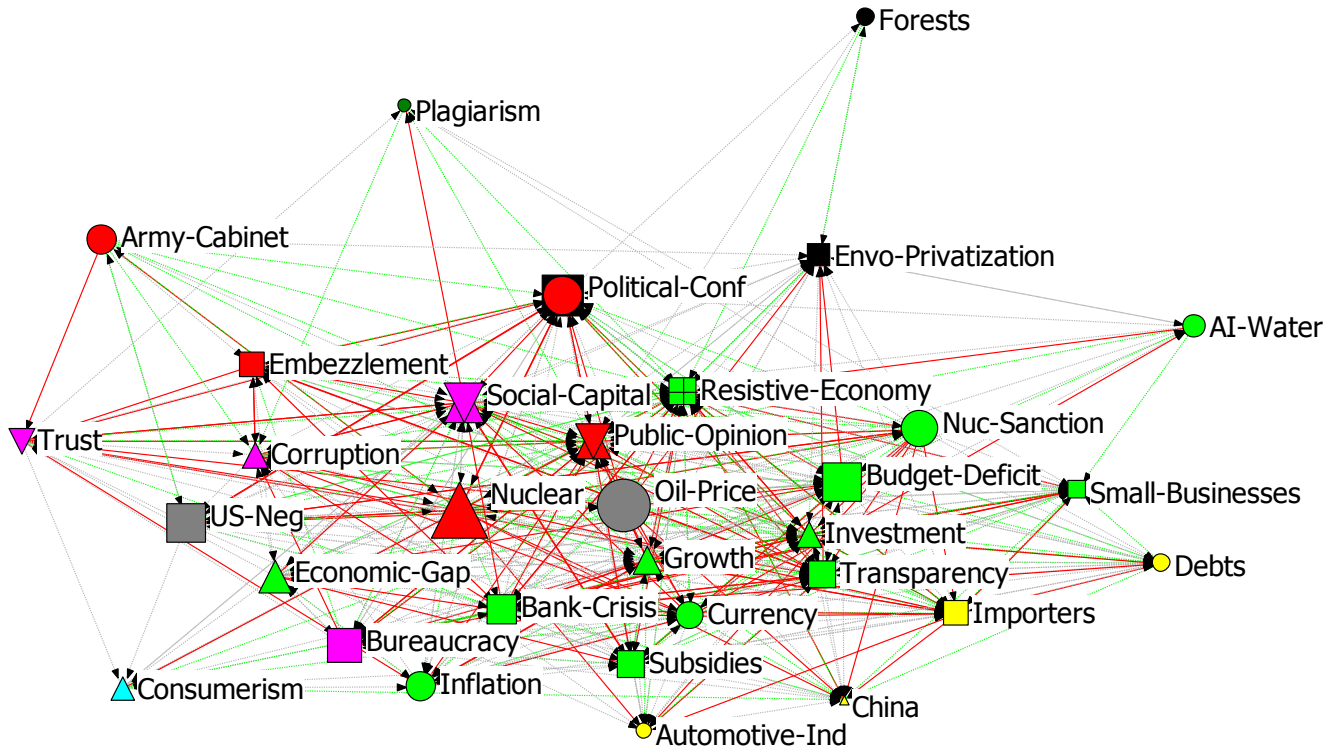 Forests
Plagiarism
Army-Cabinet
Envo-Privatization
Political-Conf
AI-Water
Embezzlement
Social-Capital
Resistive-Economy
Trust
Corruption
Public-Opinion
Nuc-Sanction
US-Neg
Nuclear
Oil-Price
Budget-Deficit
Small-Businesses
Economic-Gap
Growth
Investment
Transparency
Debts
Bank-Crisis
Currency
Importers
Bureaucracy
Subsidies
Consumerism
Inflation
China
Automotive-Ind